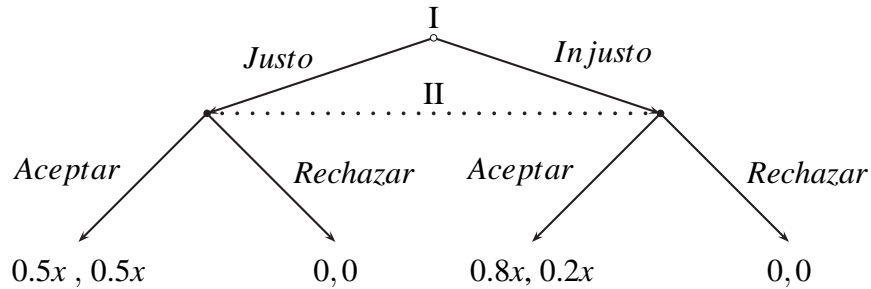 I
Justo Injusto
II
Aceptar Rechazar Aceptar Rechazar
0.5x , 0.5x 0,0 0.8x, 0.2x 0,0